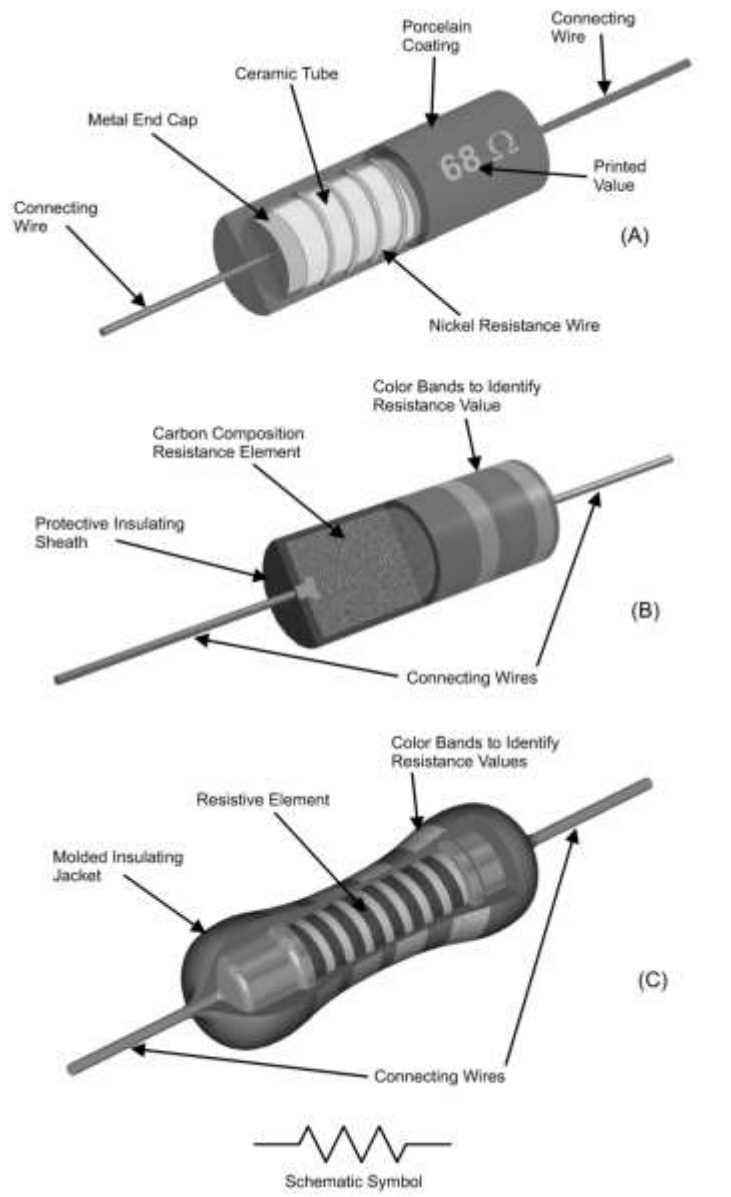 Porcelain
Coating
Connecting
Wire
Ceramic Tube
Metal End Cap
68 Ω
Printed
Value
Connecting
Wire
(A)
Nickel Resistance Wire
Color Bands to Identify
Resistance Value
Carbon Composition
Resistance Element
Protective Insulating
Sheath
(B)
Connecting Wires
Color Bands to Identify
Resistance Values
Resistive Element
Molded Insulating
Jacket
(C)
Connecting Wires
Schematic Symbol